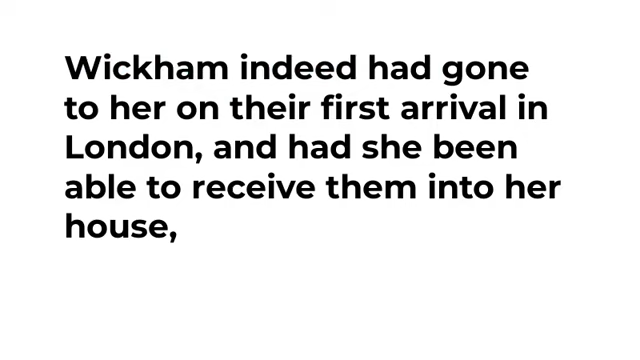 Wickham indeed had gone
to her on their first arrival in
London, and had she been
able to receive them into her
house,